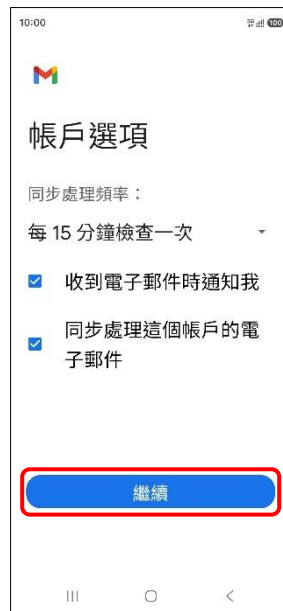 10:00
100
帳戶選項
同步處理頻率：
每 15 分鐘檢查一次
收到電子郵件時通知我
同步處理這個帳戶的電
子郵件
繼續